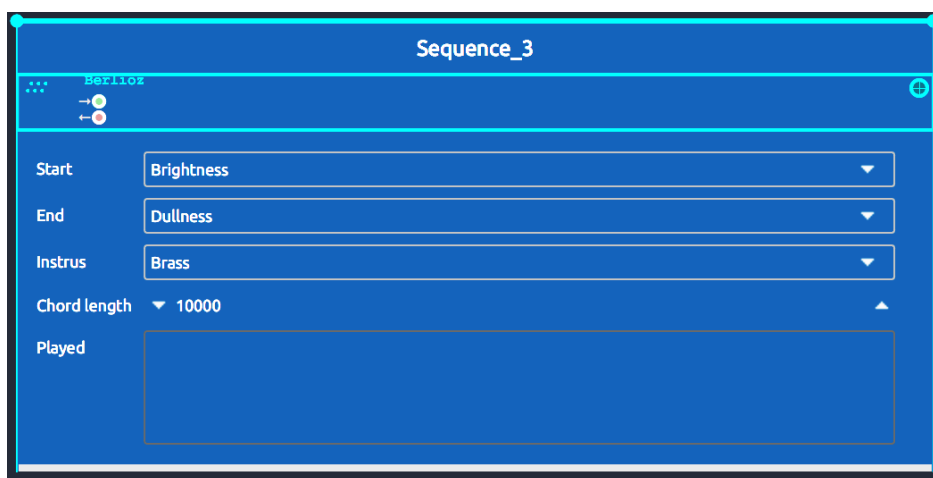 Sequence_3
Berlioz
Start Brightness
End Dullness
Instrus Brass
Chord length 10000
Played